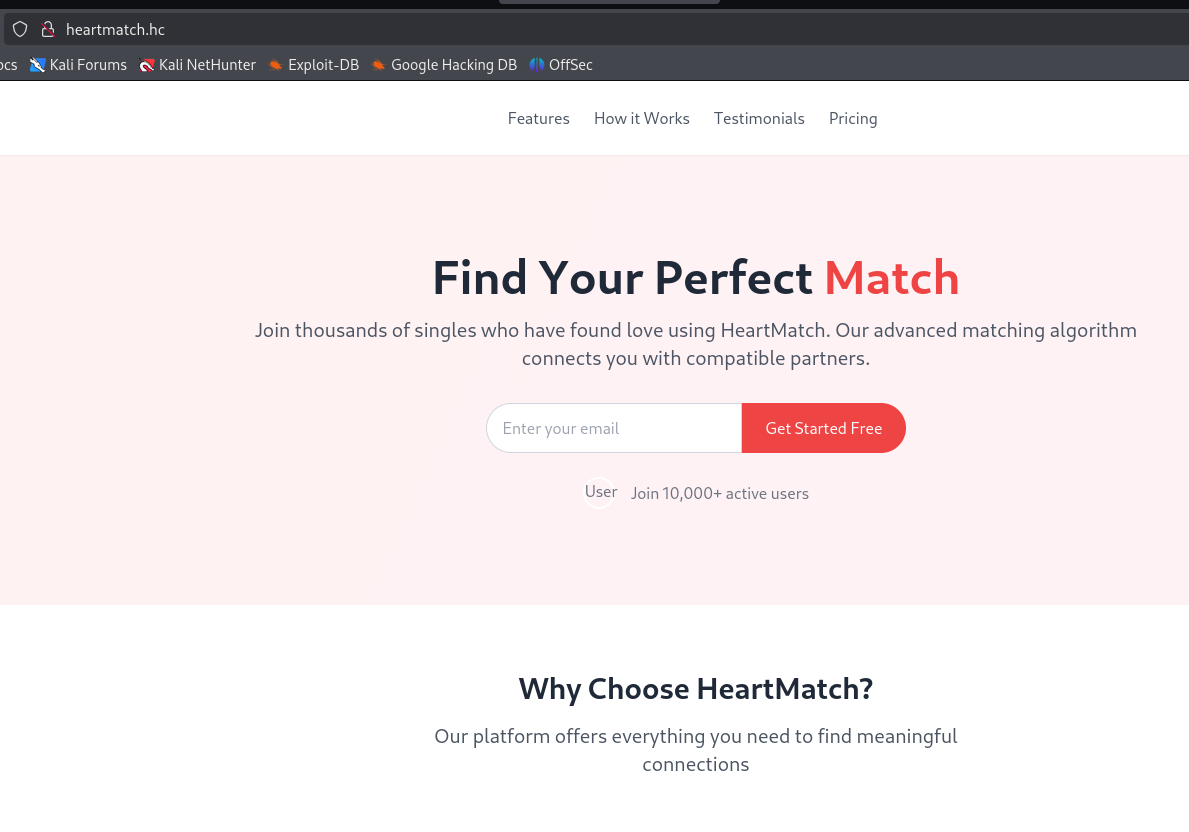 heartmatch.hc
ocs Kali Forums Kali NetHunter Exploit-DB Google Hacking DB OffSec
Features How it Works Testimonials Pricing
Find Your Perfect Match
Join thousands of singles who have found love using HeartMatch. Our advanced matching algorithm
connects you with compatible partners.
Enter your email Get Started Free
User Join 10,000+ active users
Why Choose HeartMatch?
Our platform offers everything you need to find meaningful
connections